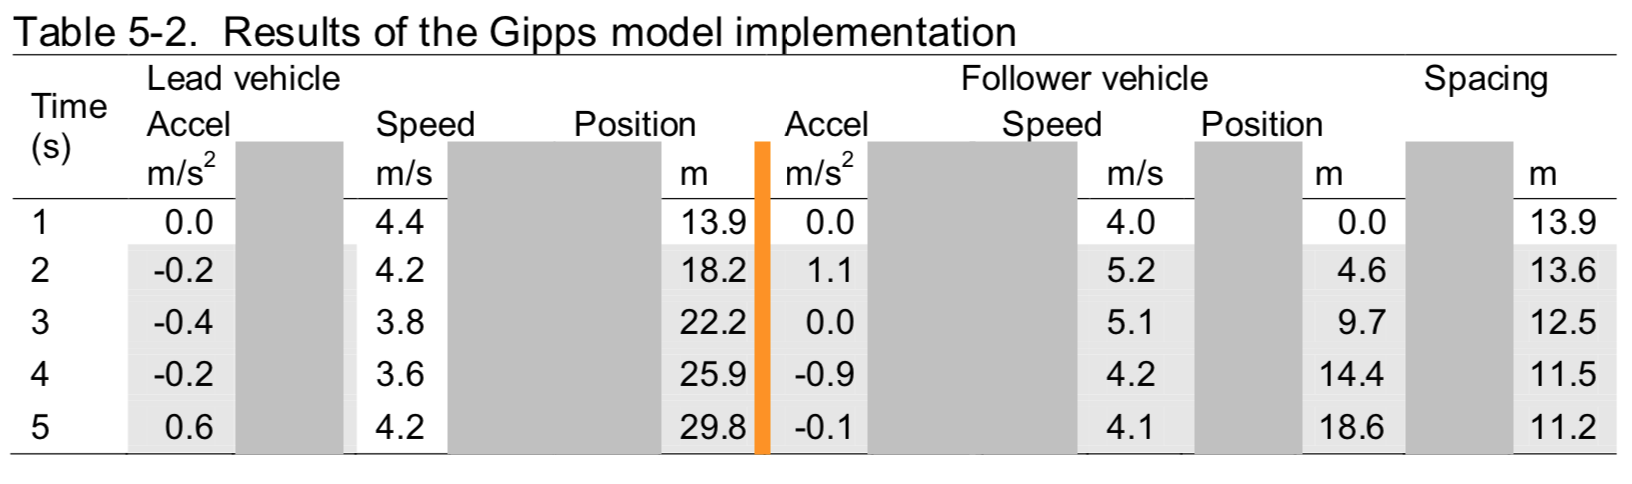 Table 5-2. Results of the Gipps model implementation
Time (s) Lead vehicle Follower vehicle Spacing
Accel Speed Position Accel Speed Position
m/s² m/s m m/s² m/s m m
1 0.0 4.4 13.9 0.0 4.0 0.0 13.9
2 -0.2 4.2 18.2 1.1 5.2 4.6 13.6
3 -0.4 3.8 22.2 0.0 5.1 9.7 12.5
4 -0.2 3.6 25.9 -0.9 4.2 14.4 11.5
5 0.6 4.2 29.8 -0.1 4.1 18.6 11.2